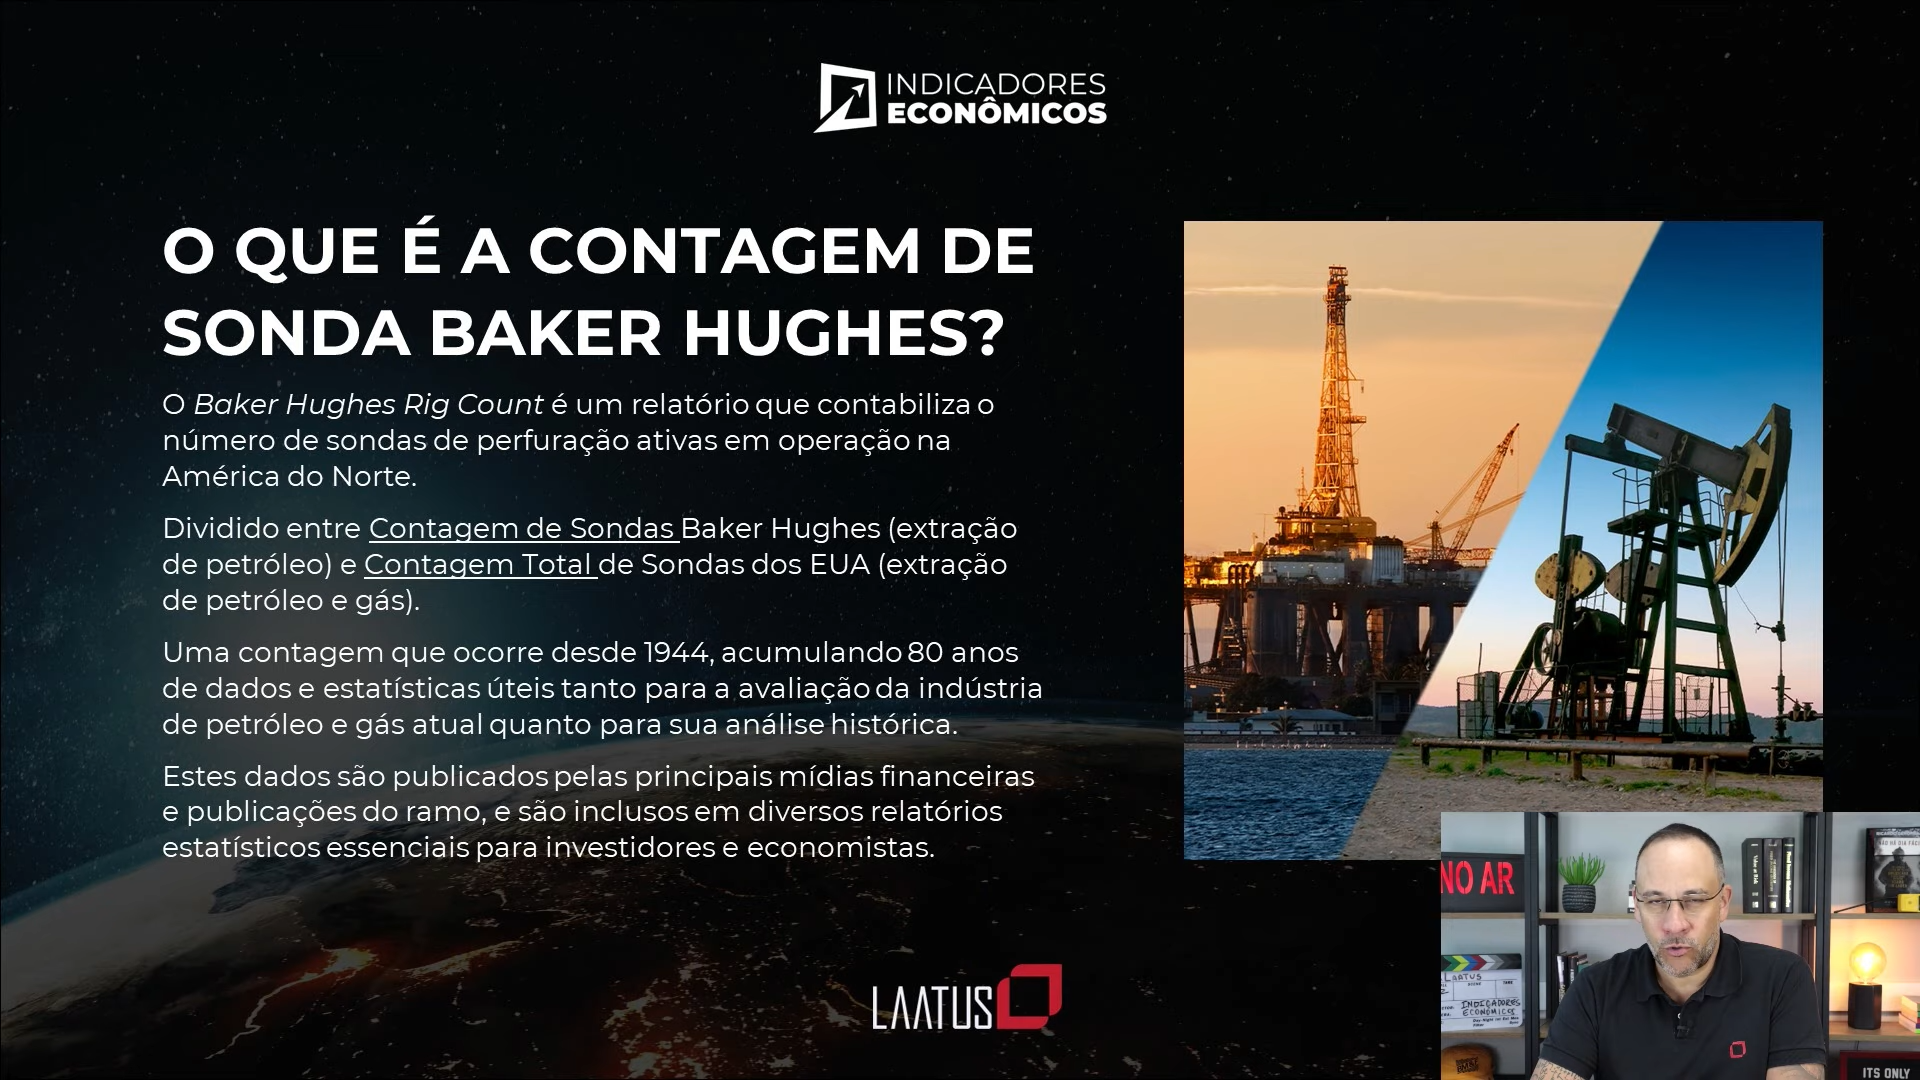 INDICADORES
ECONÔMICOS
O QUE É A CONTAGEM DE
SONDA BAKER HUGHES?
O Baker Hughes Rig Count é um relatório que contabiliza o
número de sondas de perfuração ativas em operação na
América do Norte.
Dividido entre Contagem de Sondas Baker Hughes (extração
de petróleo) e Contagem Total de Sondas dos EUA (extração
de petróleo e gás).
Uma contagem que ocorre desde 1944, acumulando 80 anos
de dados e estatísticas úteis tanto para a avaliação da indústria
de petróleo e gás atual quanto para sua análise histórica.
Estes dados são publicados pelas principais mídias financeiras
e publicações do ramo, e são inclusos em diversos relatórios
estatísticos essenciais para investidores e economistas.
LAATUS
NO AR
LAATUS
INDICADORES
ECONÔMICOS
ITS ONLY